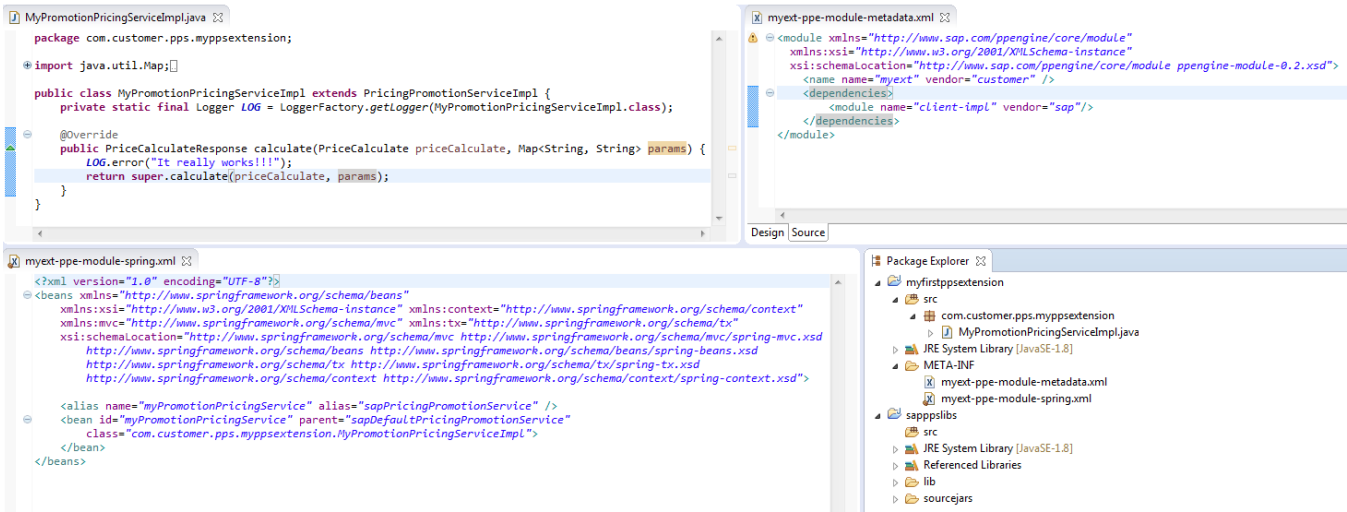 MyPromotionPricingServiceImpl.java
package com.customer.pps.myppsextension;
import java.util.Map;
public class MyPromotionPricingServiceImpl extends PricingPromotionServiceImpl {
private static final Logger LOG = LoggerFactory.getLogger(MyPromotionPricingServiceImpl.class);
@Override
public PriceCalculateResponse calculate(PriceCalculate priceCalculate, Map<String, String> params) {
LOG.error("It really works!!!");
return super.calculate(priceCalculate, params);
}
}
myext-ppe-module-metadata.xml
<module xmlns="http://www.sap.com/ppengine/core/module"
xmlns:xsi="http://www.w3.org/2001/XMLSchema-instance"
xsi:schemaLocation="http://www.sap.com/ppengine/core/module ppengine-module-0.2.xsd">
<name name="myext" vendor="customer" />
<dependencies>
<module name="client-impl" vendor="sap"/>
</dependencies>
</module>
Design Source
myext-ppe-module-spring.xml
<?xml version="1.0" encoding="UTF-8"?>
<beans xmlns="http://www.springframework.org/schema/beans"
xmlns:xsi="http://www.w3.org/2001/XMLSchema-instance" xmlns:context="http://www.springframework.org/schema/context"
xmlns:mvc="http://www.springframework.org/schema/mvc" xmlns:tx="http://www.springframework.org/schema/tx"
xsi:schemaLocation="http://www.springframework.org/schema/mvc http://www.springframework.org/schema/mvc/spring-mvc.xsd
http://www.springframework.org/schema/beans http://www.springframework.org/schema/beans/spring-beans.xsd
http://www.springframework.org/schema/tx http://www.springframework.org/schema/tx/spring-tx.xsd
http://www.springframework.org/schema/context http://www.springframework.org/schema/context/spring-context.xsd">
<alias name="myPromotionPricingService" alias="sapPricingPromotionService" />
<bean id="myPromotionPricingService" parent="sapDefaultPricingPromotionService"
class="com.customer.pps.myppsextension.MyPromotionPricingServiceImpl">
</bean>
</beans>
Package Explorer
myfirstppsextension
src
com.customer.pps.myppsextension
MyPromotionPricingServiceImpl.java
JRE System Library [JavaSE-1.8]
META-INF
myext-ppe-module-metadata.xml
myext-ppe-module-spring.xml
sapppslibs
src
JRE System Library [JavaSE-1.8]
Referenced Libraries
lib
sourcejars